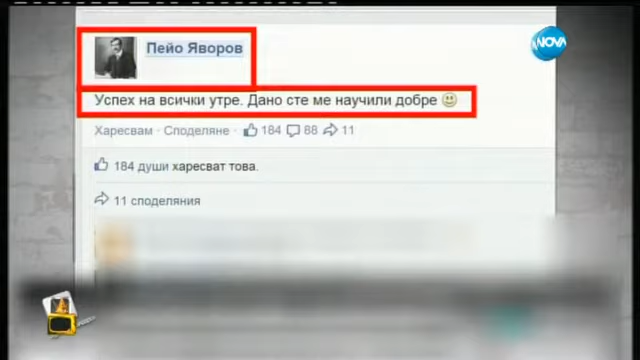 NOVA
Пейо Яворов
Успех на всички утре. Дано сте ме научили добре
Харесвам · Споделяне · 184 88 11
184 души харесват това.
11 споделяния